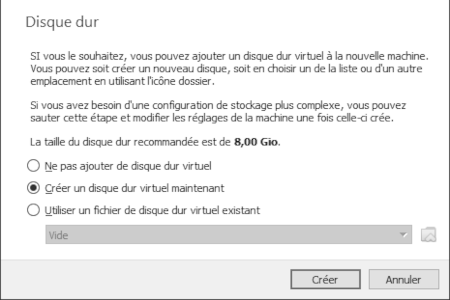 Disque dur
SI vous le souhaitez, vous pouvez ajouter un disque dur virtuel à la nouvelle machine.
Vous pouvez soit créer un nouveau disque, soit en choisir un de la liste ou d'un autre
emplacement en utilisant l'icône dossier.
Si vous avez besoin d'une configuration de stockage plus complexe, vous pouvez
sauter cette étape et modifier les réglages de la machine une fois celle-ci crée.
La taille du disque dur recommandée est de 8,00 Gio.
Ne pas ajouter de disque dur virtuel
Créer un disque dur virtuel maintenant
Utiliser un fichier de disque dur virtuel existant
Vide
Créer
Annuler